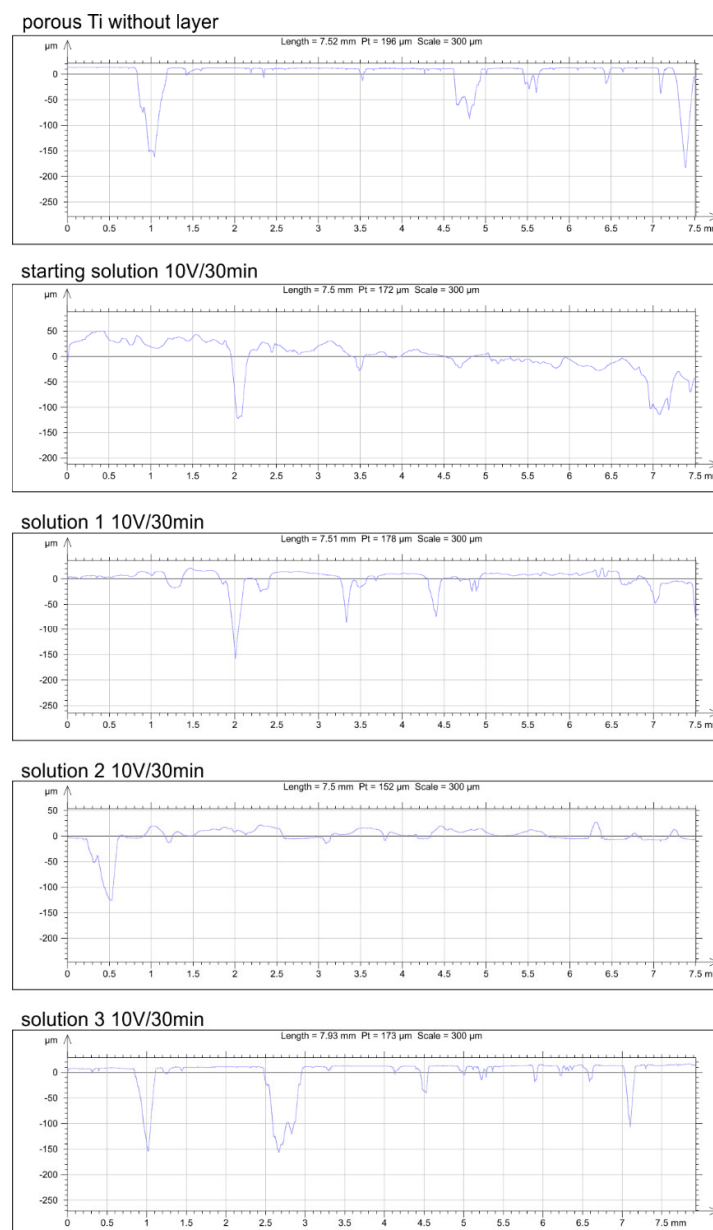 porous Ti without layer
Length = 7.52 mm Pt = 196 µm Scale = 300 µm
µm
0
-50
-100
-150
-200
-250
0 0.5 1 1.5 2 2.5 3 3.5 4 4.5 5 5.5 6 6.5 7 7.5 mm
starting solution 10V/30min
Length = 7.5 mm Pt = 172 µm Scale = 300 µm
µm
50
0
-50
-100
-150
-200
0 0.5 1 1.5 2 2.5 3 3.5 4 4.5 5 5.5 6 6.5 7 7.5 mm
solution 1 10V/30min
Length = 7.51 mm Pt = 178 µm Scale = 300 µm
µm
0
-50
-100
-150
-200
-250
0 0.5 1 1.5 2 2.5 3 3.5 4 4.5 5 5.5 6 6.5 7 7.5 mm
solution 2 10V/30min
Length = 7.5 mm Pt = 152 µm Scale = 300 µm
µm
50
0
-50
-100
-150
-200
0 0.5 1 1.5 2 2.5 3 3.5 4 4.5 5 5.5 6 6.5 7 7.5 mm
solution 3 10V/30min
Length = 7.93 mm Pt = 173 µm Scale = 300 µm
µm
0
-50
-100
-150
-200
-250
0 0.5 1 1.5 2 2.5 3 3.5 4 4.5 5 5.5 6 6.5 7 7.5 mm